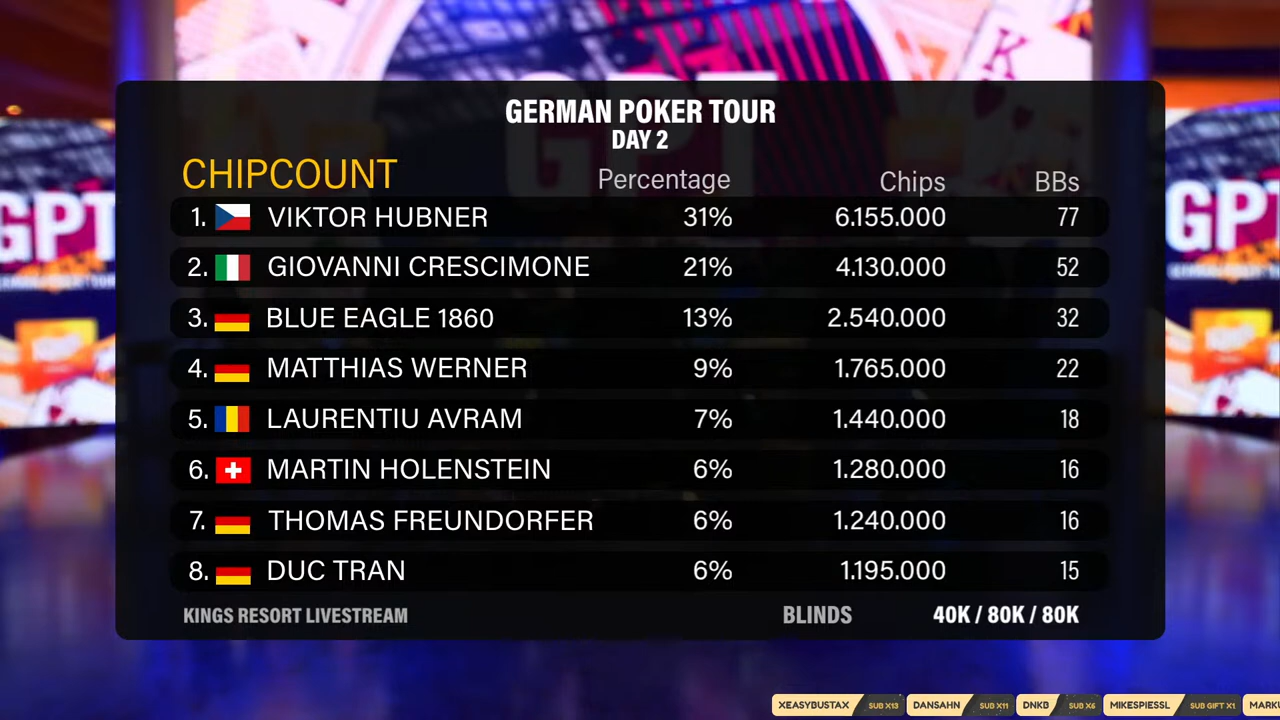 GPT
K
GPT
GPT
GERMAN POKER TOUR
DAY 2
CHIPCOUNT Percentage Chips BBs
1. VIKTOR HUBNER 31% 6.155.000 77
2. GIOVANNI CRESCIMONE 21% 4.130.000 52
3. BLUE EAGLE 1860 13% 2.540.000 32
4. MATTHIAS WERNER 9% 1.765.000 22
5. LAURENTIU AVRAM 7% 1.440.000 18
6. MARTIN HOLENSTEIN 6% 1.280.000 16
7. THOMAS FREUNDORFER 6% 1.240.000 16
8. DUC TRAN 6% 1.195.000 15
KINGS RESORT LIVESTREAM BLINDS 40K / 80K / 80K
XEASYBUSTAX SUB X13 DANSAHN SUB X11 DNKB SUB X6 MIKESPIESSL SUB GIFT X1 MARK